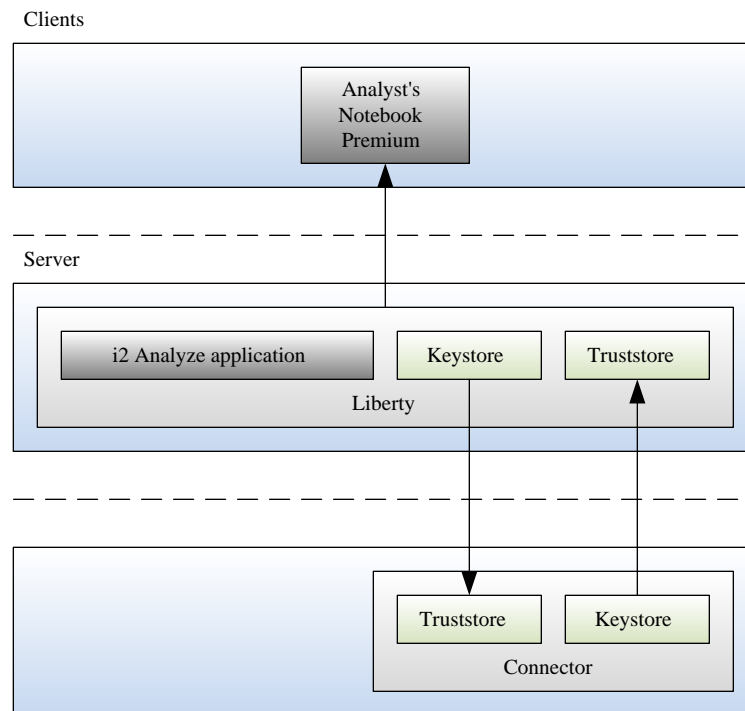 Clients
Analyst's
Notebook
Premium
Server
i2 Analyze application
Keystore
Truststore
Liberty
Truststore
Keystore
Connector